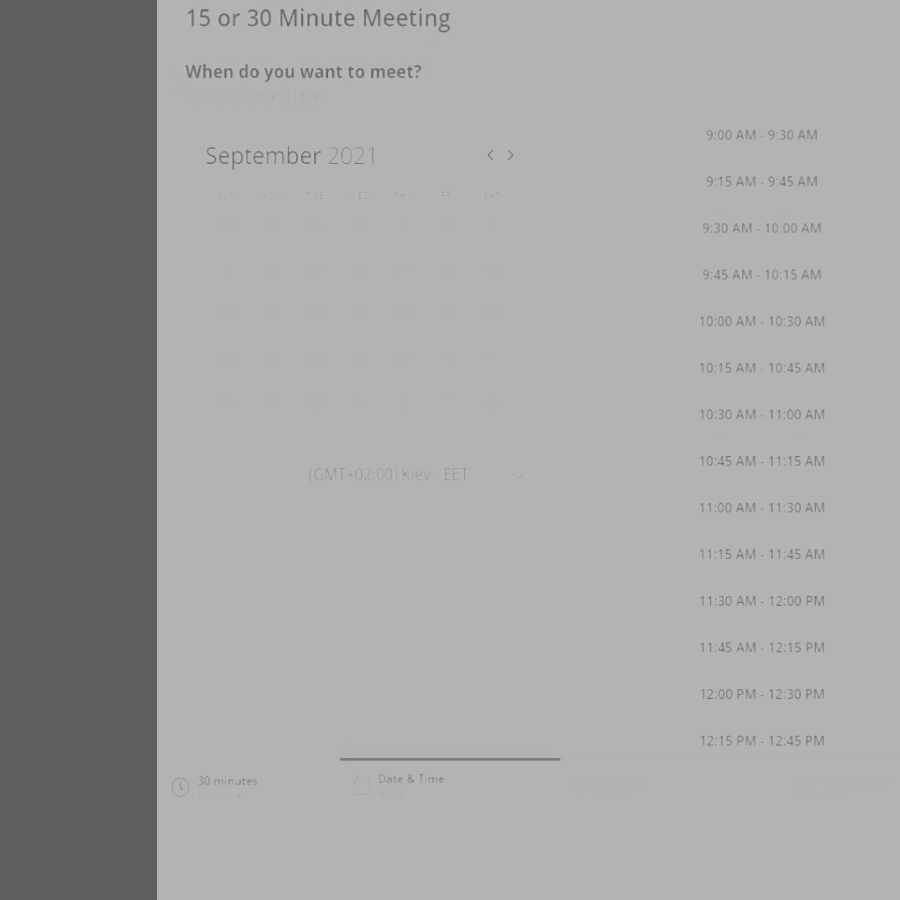 15 or 30 Minute Meeting
When do you want to meet?
September 2021
9:00 AM - 9:30 AM
9:15 AM - 9:45 AM
9:30 AM - 10:00 AM
9:45 AM - 10:15 AM
10:00 AM - 10:30 AM
10:15 AM - 10:45 AM
10:30 AM - 11:00 AM
10:45 AM - 11:15 AM
11:00 AM - 11:30 AM
11:15 AM - 11:45 AM
11:30 AM - 12:00 PM
11:45 AM - 12:15 PM
12:00 PM - 12:30 PM
12:15 PM - 12:45 PM
(GMT+02:00) Kiev - EET
30 minutes
Date & Time